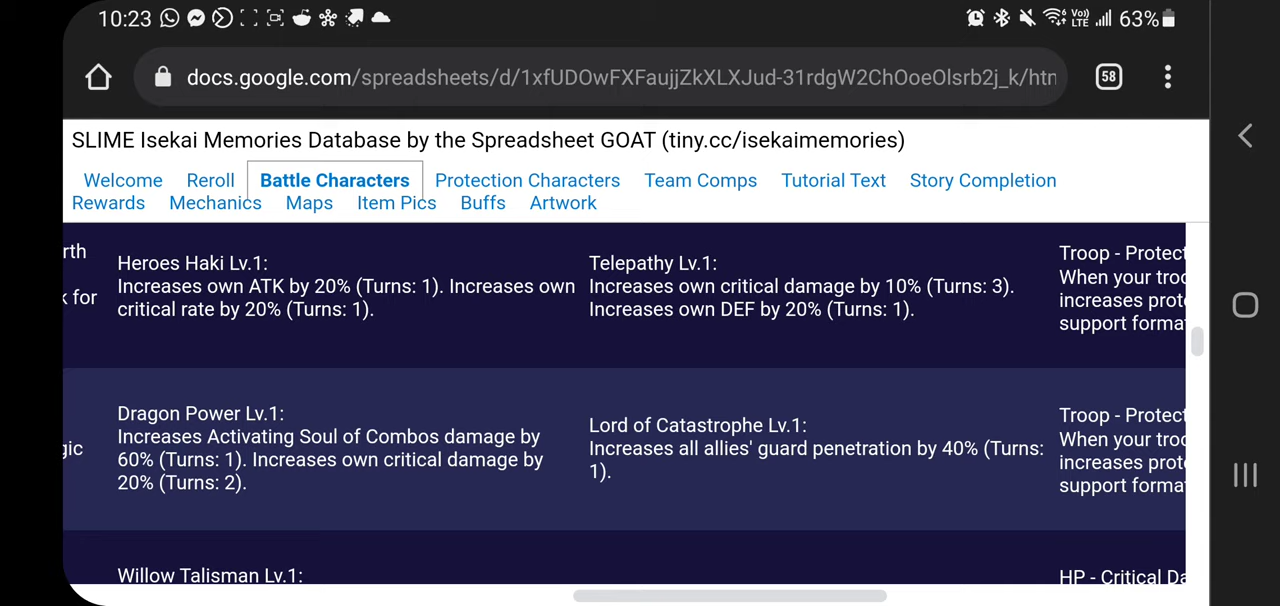 10:23
63%
docs.google.com/spreadsheets/d/1xfUDOwFXFaujjZkXLXJud-31rdgW2ChOoeOlsrb2j_k/htm
58
SLIME Isekai Memories Database by the Spreadsheet GOAT (tiny.cc/isekaimemories)
Welcome Reroll Battle Characters Protection Characters Team Comps Tutorial Text Story Completion
Rewards Mechanics Maps Item Pics Buffs Artwork
rth
k for
Heroes Haki Lv.1:
Increases own ATK by 20% (Turns: 1). Increases own
critical rate by 20% (Turns: 1).
Telepathy Lv.1:
Increases own critical damage by 10% (Turns: 3).
Increases own DEF by 20% (Turns: 1).
Troop - Protect
When your troo
increases prote
support format
gic
Dragon Power Lv.1:
Increases Activating Soul of Combos damage by
60% (Turns: 1). Increases own critical damage by
20% (Turns: 2).
Lord of Catastrophe Lv.1:
Increases all allies' guard penetration by 40% (Turns:
1).
Troop - Protect
When your troo
increases prote
support format
Willow Talisman Lv.1:
HP - Critical Da